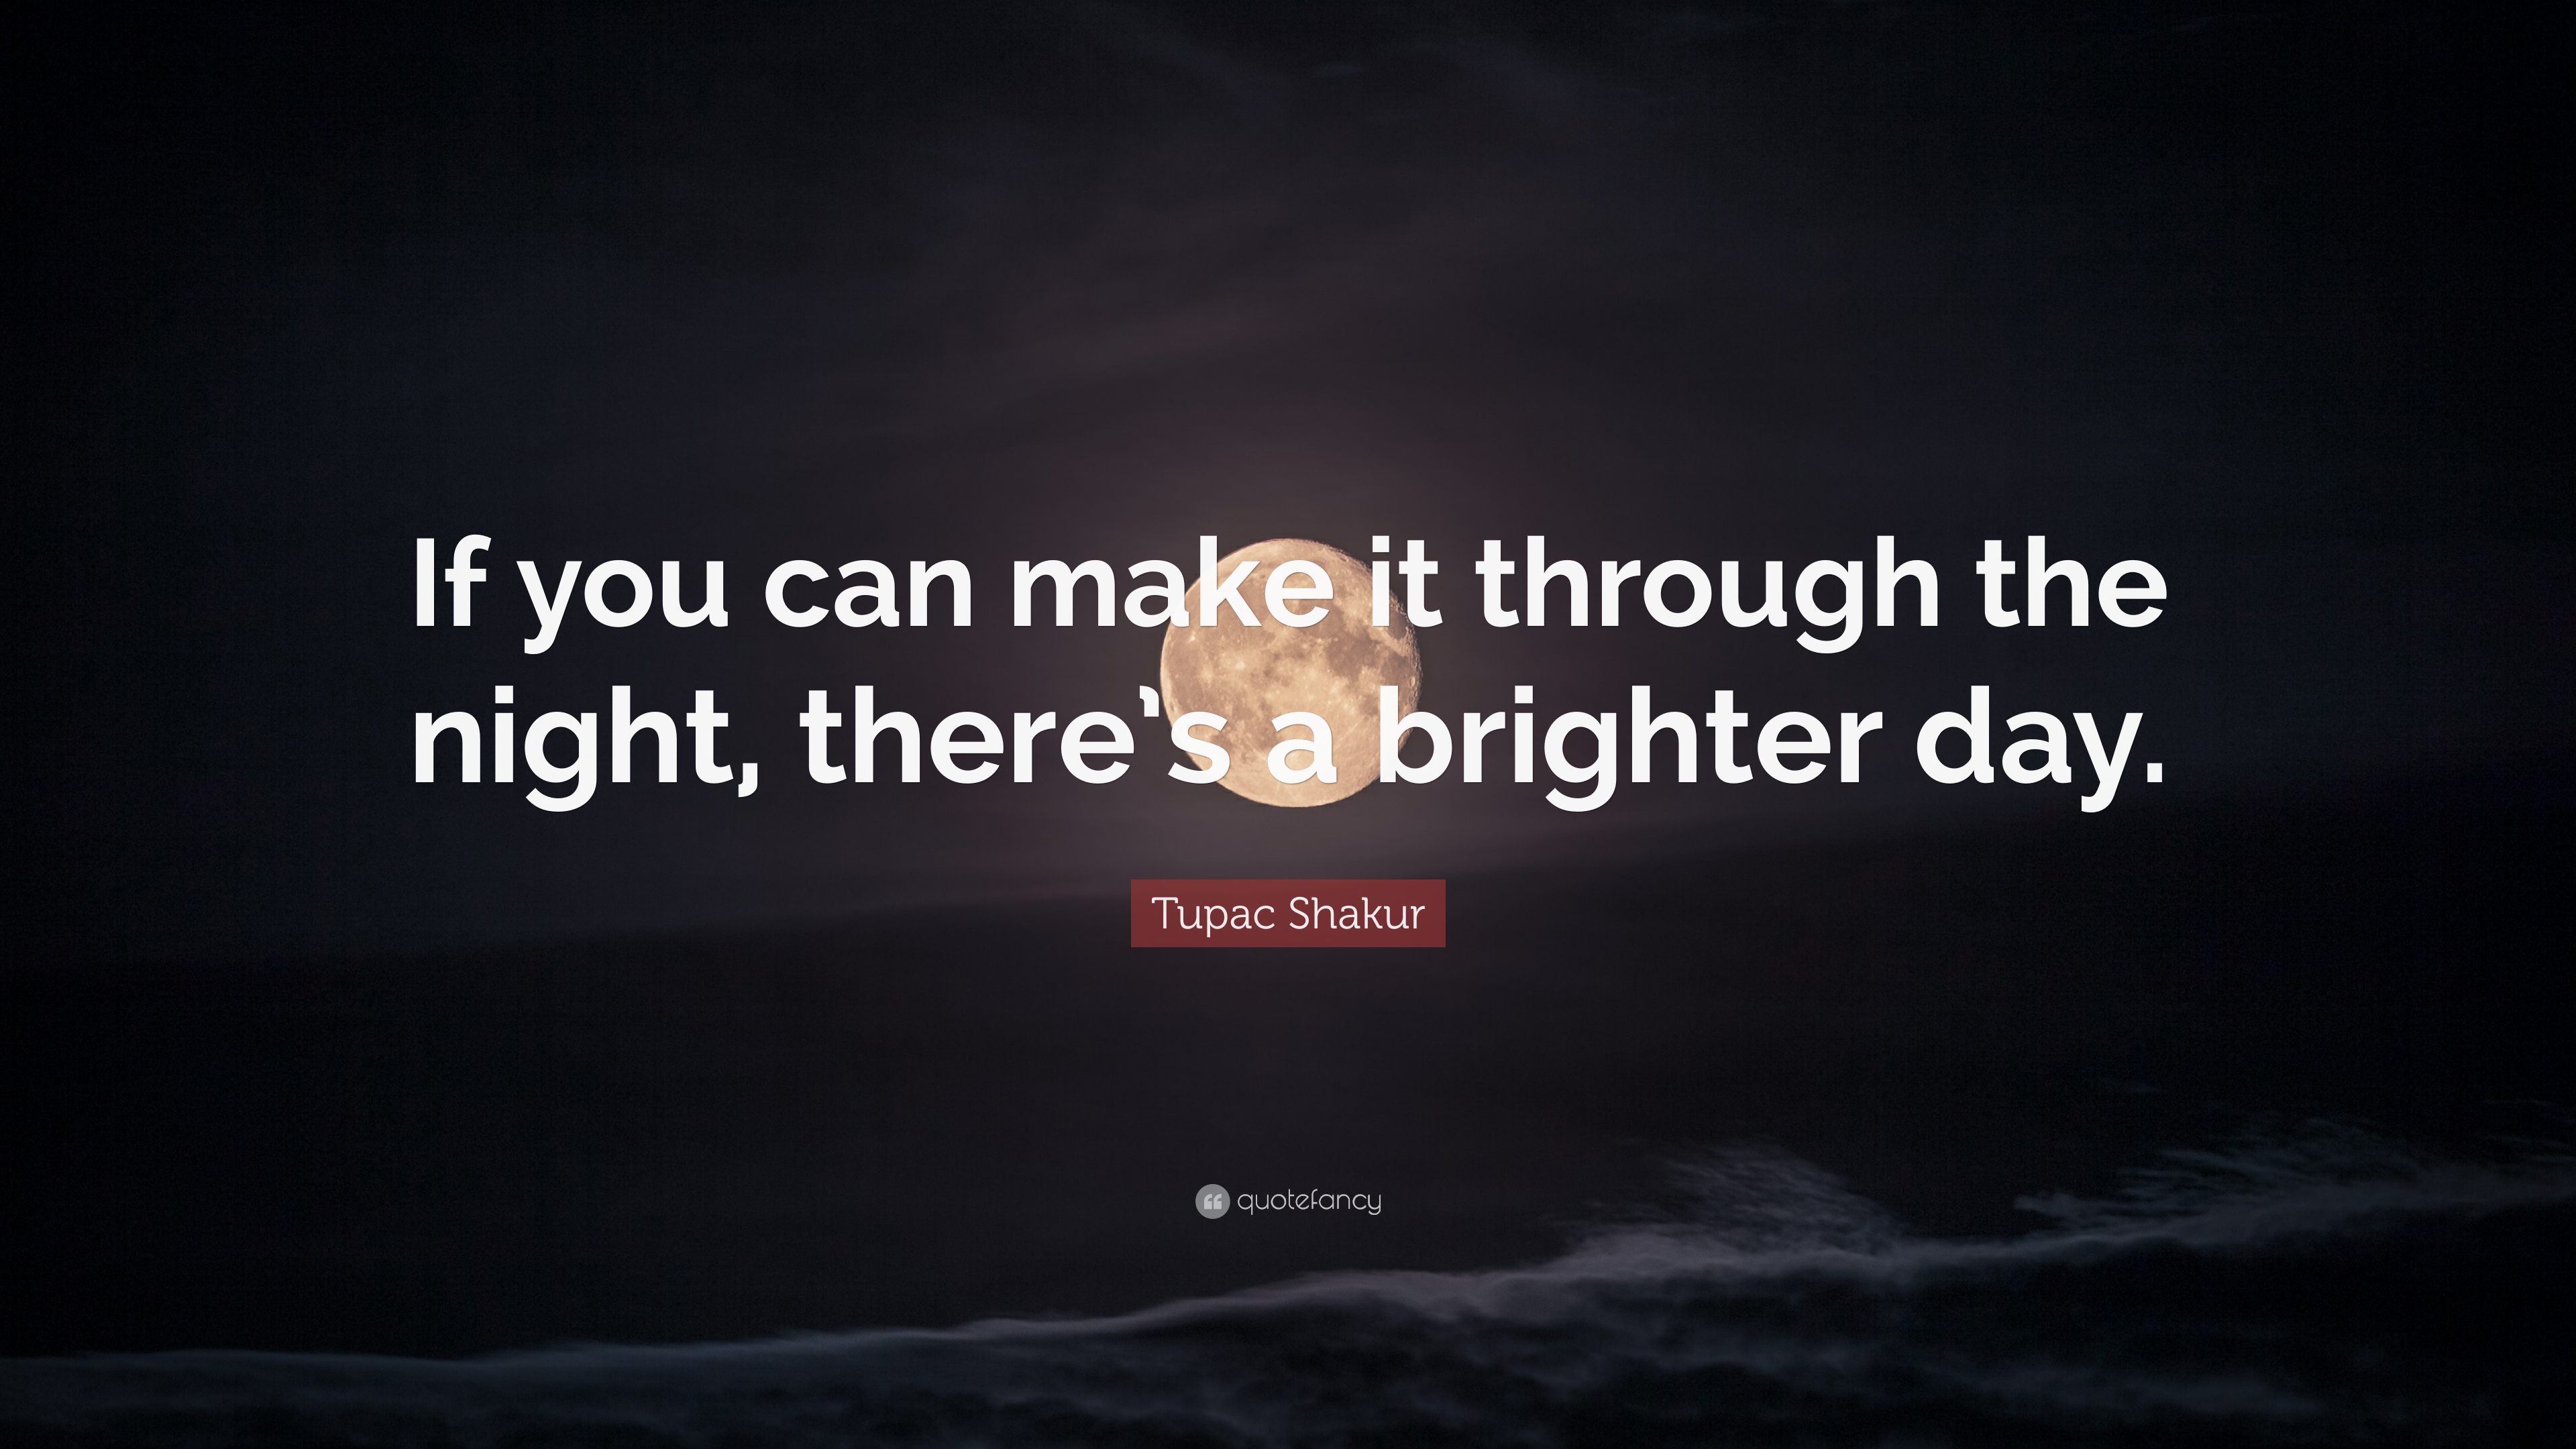 If you can make it through the
night, there’s a brighter day.
Tupac Shakur
quotefancy